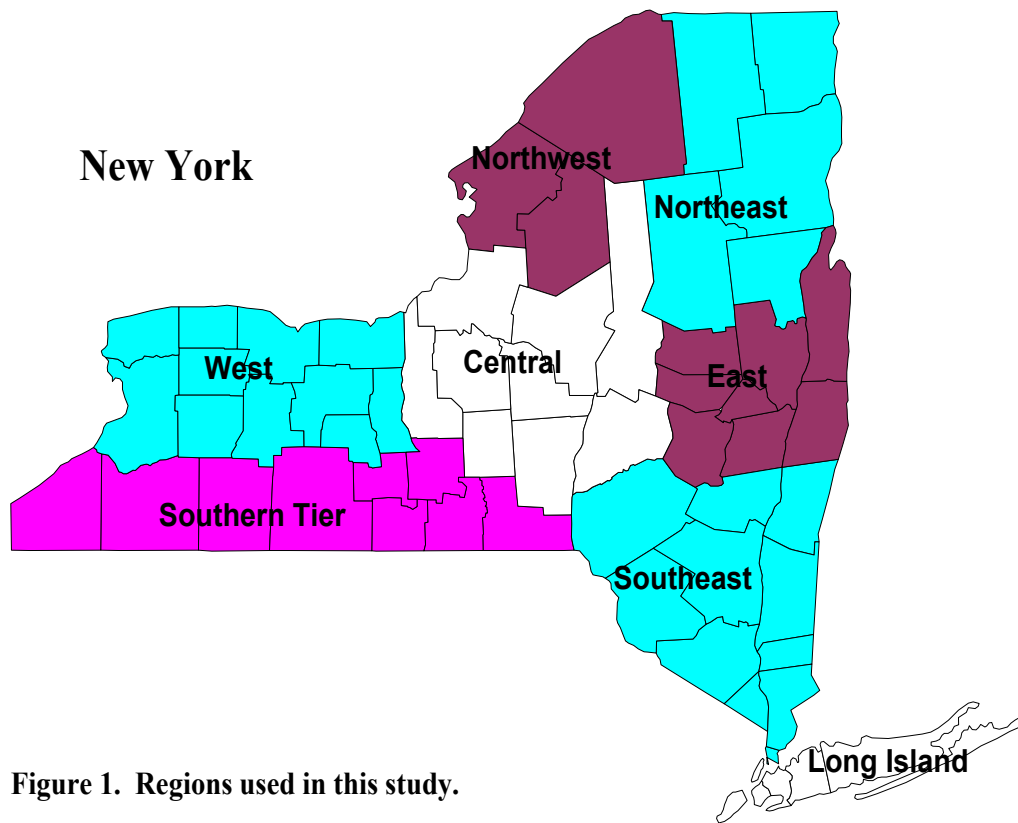 New York
Northwest
Northeast
West
Central
East
Southern Tier
Southeast
Long Island
Figure 1.  Regions used in this study.